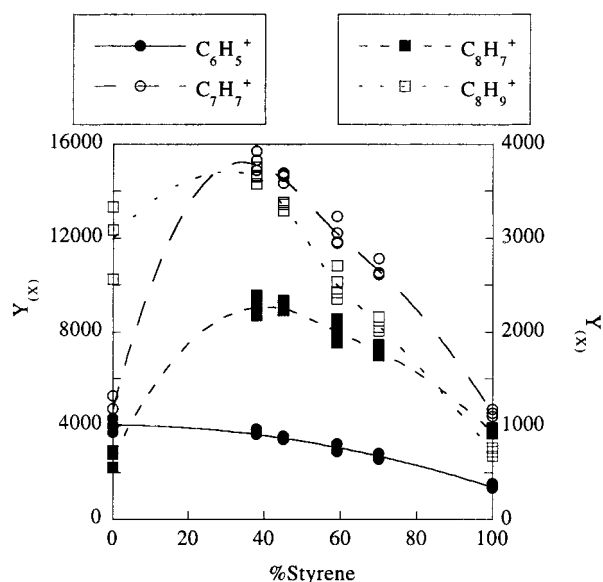 C₆H₅⁺
C₇H₇⁺
C₈H₇⁺
C₈H₉⁺
16000
12000
8000
4000
0
Y(X)
4000
3000
2000
1000
0
Y(X)
0
20
40
60
80
100
%Styrene